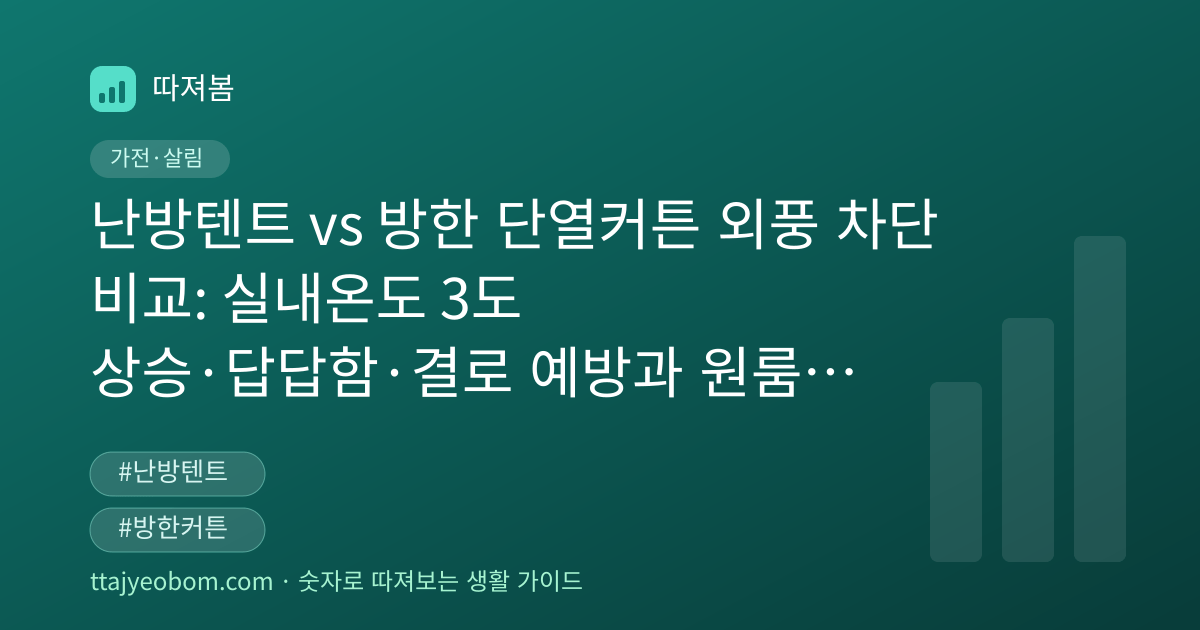 따져봄
가전·살림
난방텐트 vs 방한 단열커튼 외풍 차단
비교: 실내온도 3도
상승·답답함·결로 예방과 원룸…
#난방텐트
#방한커튼
ttajyeobom.com · 숫자로 따져보는 생활 가이드